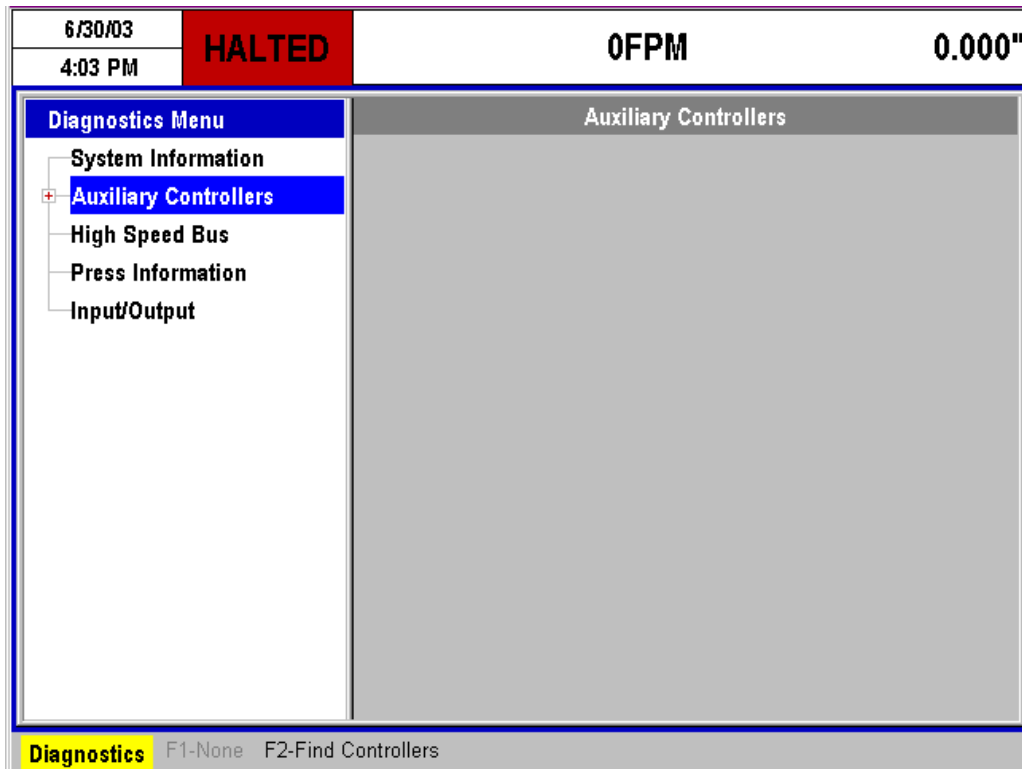 6/30/03
4:03 PM
HALTED
0FPM
0.000"
Diagnostics Menu
System Information
Auxiliary Controllers
High Speed Bus
Press Information
Input/Output
Auxiliary Controllers
Diagnostics F1-None F2-Find Controllers